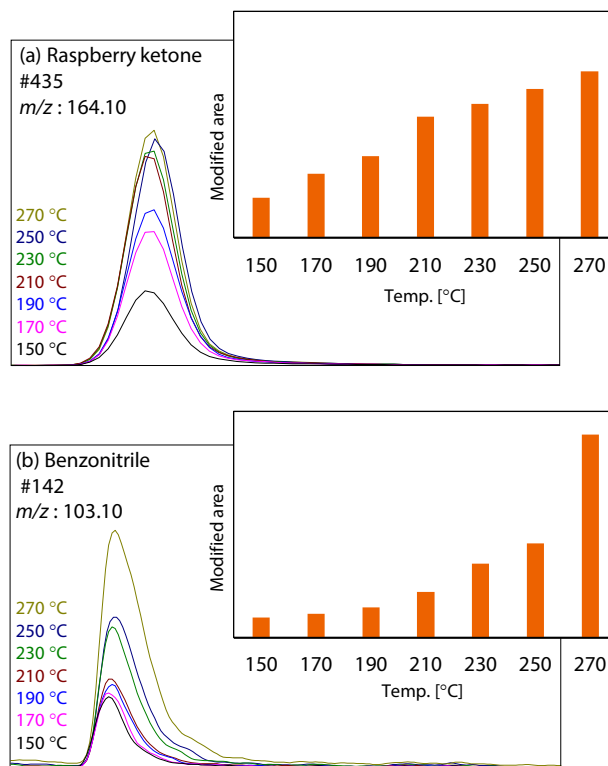 (a) Raspberry ketone
#435
m/z : 164.10
270 °C
250 °C
230 °C
210 °C
190 °C
170 °C
150 °C
Modified area
150 170 190 210 230 250 270
Temp. [°C]
(b) Benzonitrile
#142
m/z : 103.10
270 °C
250 °C
230 °C
210 °C
190 °C
170 °C
150 °C
Modified area
150 170 190 210 230 250 270
Temp. [°C]